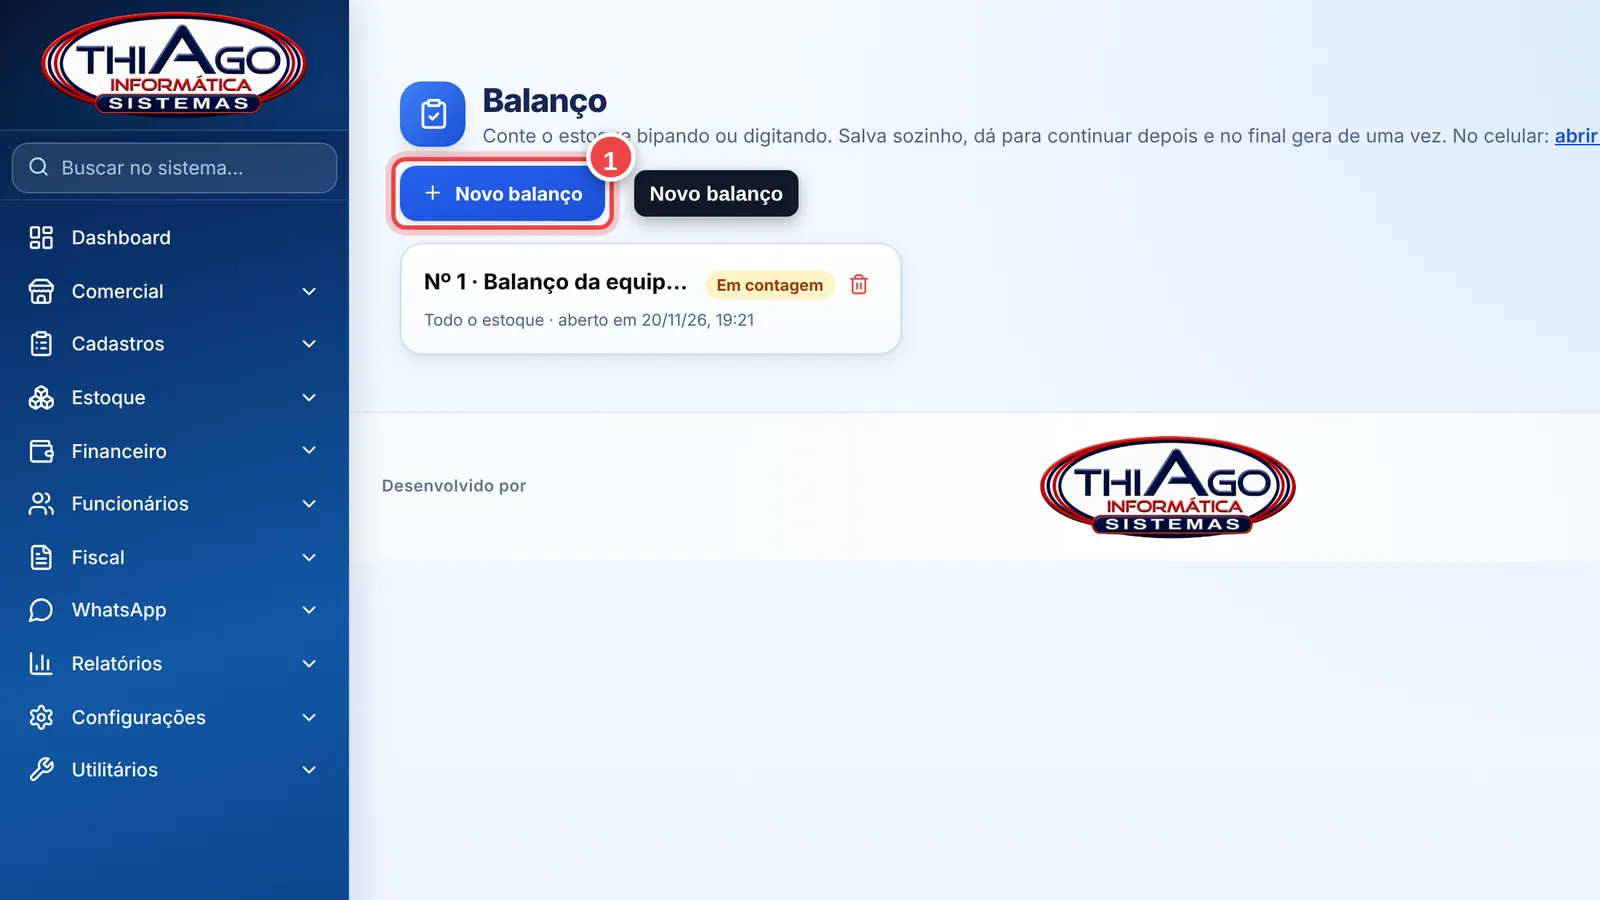 THIAGO
INFORMÁTICA
SISTEMAS
Buscar no sistema...
Dashboard
Comercial
Cadastros
Estoque
Financeiro
Funcionários
Fiscal
WhatsApp
Relatórios
Configurações
Utilitários
Balanço
Conte o estoque bipando ou digitando. Salva sozinho, dá para continuar depois e no final gera de uma vez. No celular: abrir
1
+ Novo balanço
Novo balanço
Nº 1 · Balanço da equip...
Em contagem
Todo o estoque · aberto em 20/11/26, 19:21
Desenvolvido por
THIAGO
INFORMÁTICA
SISTEMAS